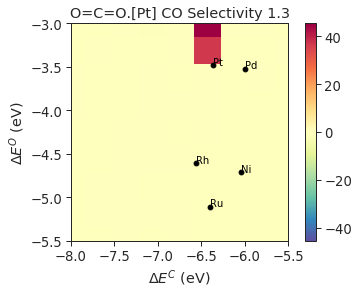 O=C=O.[Pt] CO Selectivity 1.3
−3.0
−3.5
−4.0
−4.5
−5.0
−5.5
ΔE^O (eV)
Pt
Pd
Rh
Ni
Ru
−8.0 −7.5 −7.0 −6.5 −6.0 −5.5
ΔE^C (eV)
40
20
0
−20
−40